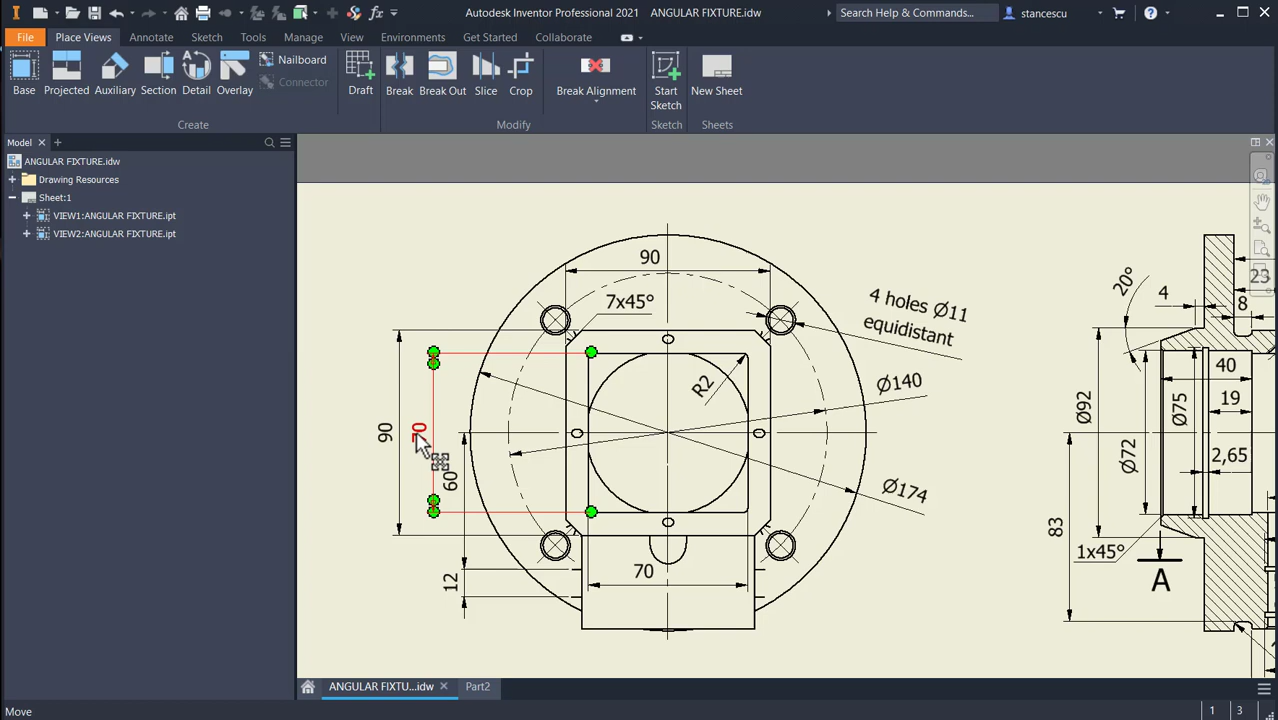 Autodesk Inventor Professional 2021 ANGULAR FIXTURE.idw
Search Help & Commands...
stancescu
File
Place Views
Annotate
Sketch
Tools
Manage
View
Environments
Get Started
Collaborate
Base
Projected
Auxiliary
Section
Detail
Overlay
Nailboard
Connector
Draft
Break
Break Out
Slice
Crop
Break Alignment
Start
Sketch
New Sheet
Create
Modify
Sketch
Sheets
Model
ANGULAR FIXTURE.idw
Drawing Resources
Sheet:1
VIEW1:ANGULAR FIXTURE.ipt
VIEW2:ANGULAR FIXTURE.ipt
90
7x45°
4 holes Ø11
equidistant
R2
Ø140
Ø174
90
70
60
12
70
20°
4
23
8
40
19
Ø92
Ø75
Ø72
2,65
83
1x45°
A
ANGULAR FIXTU...idw
Part2
Move
1
3